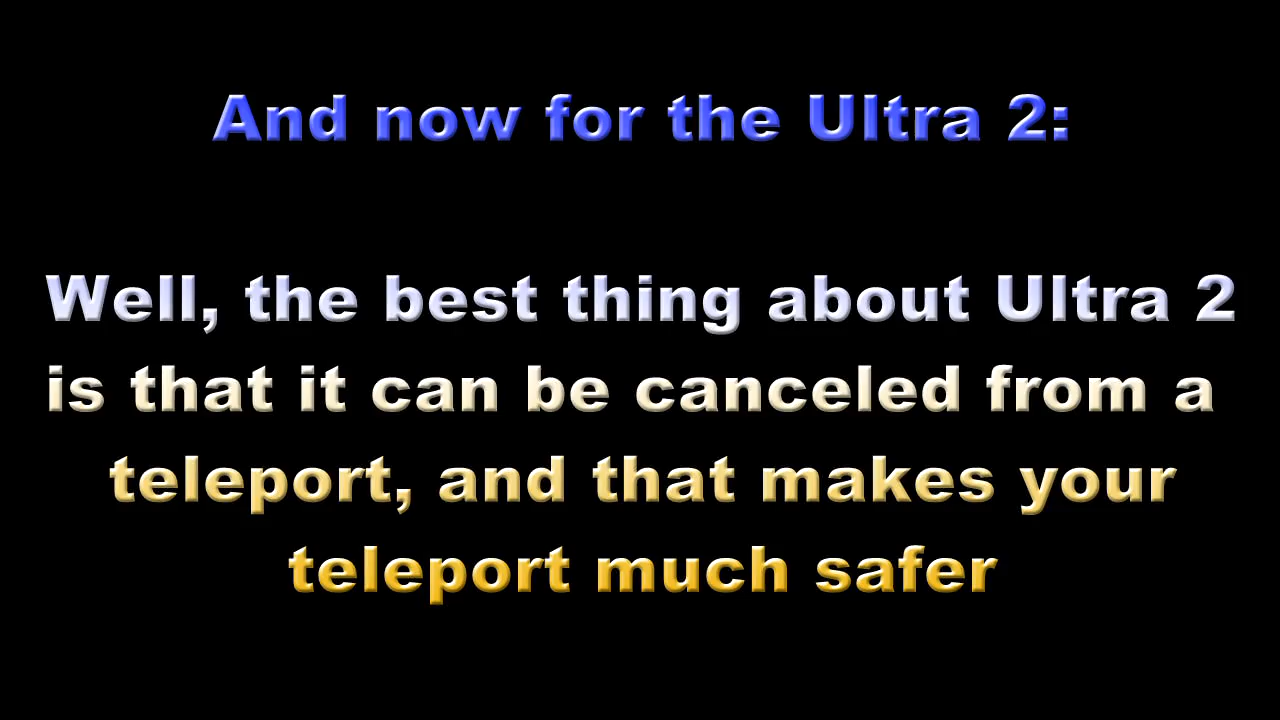 And now for the Ultra 2:
Well, the best thing about Ultra 2
is that it can be canceled from a
teleport, and that makes your
teleport much safer